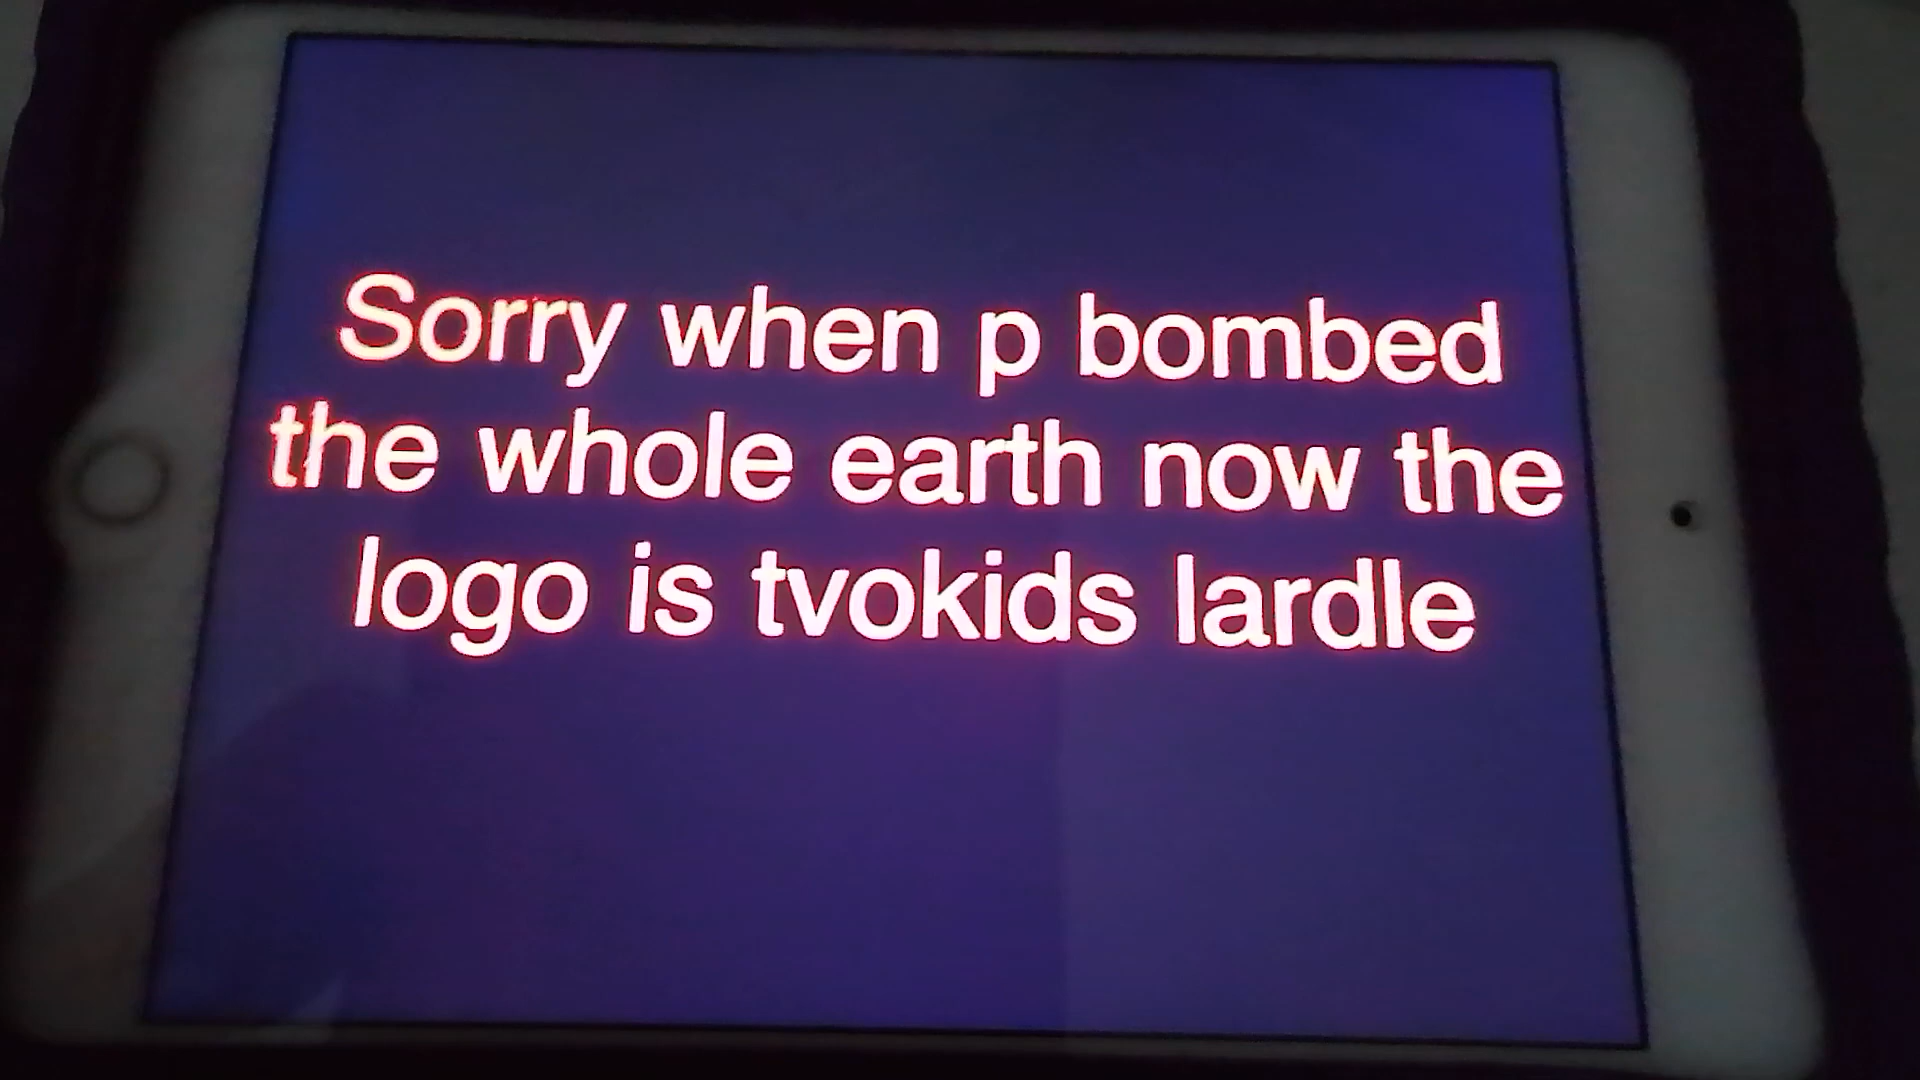 Sorry when p bombed
the whole earth now the
logo is tvokids lardle